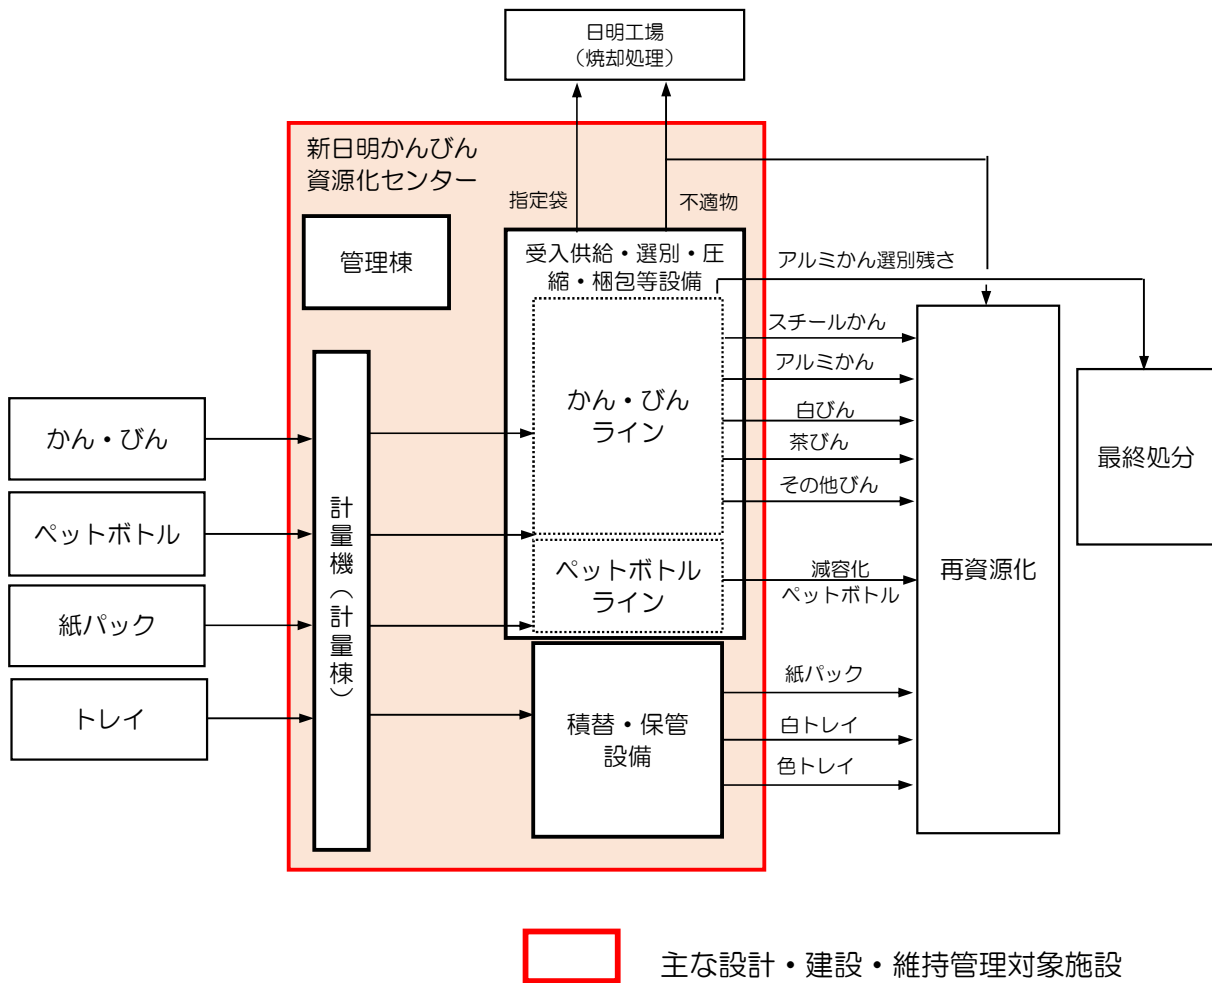 日明工場
（焼却処理）
新日明かんびん
資源化センター
指定袋
不適物
管理棟
受入供給・選別・圧
縮・梱包等設備
アルミかん選別残さ
スチールかん
アルミかん
かん・びん
ライン
白びん
茶びん
その他びん
かん・びん
ペットボトル
紙パック
トレイ
計量機（計量棟）
ペットボトル
ライン
減容化
ペットボトル
再資源化
最終処分
積替・保管
設備
紙パック
白トレイ
色トレイ
主な設計・建設・維持管理対象施設